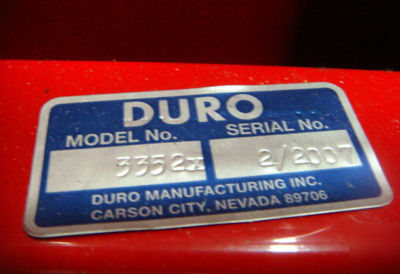 DURO
MODEL No. SERIAL No.
3352x 2/2007
DURO MANUFACTURING INC.
CARSON CITY, NEVADA 89706